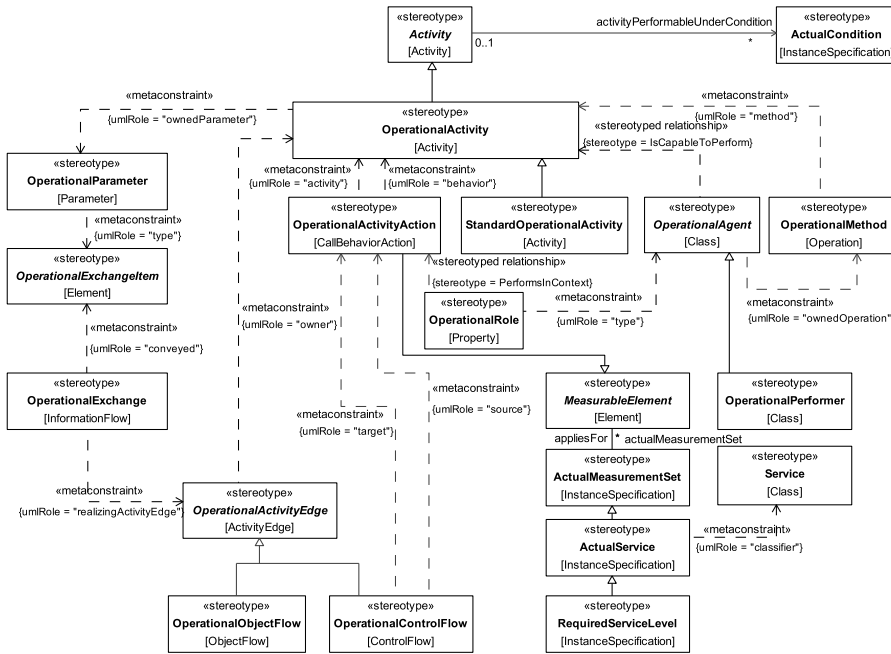 «stereotype»
Activity
[Activity]
activityPerformableUnderCondition
0..1
*
«stereotype»
ActualCondition
[InstanceSpecification]
«metaconstraint»
{umlRole = "ownedParameter"}
«stereotype»
OperationalActivity
[Activity]
«metaconstraint»
{umlRole = "method"}
«stereotyped relationship»
{stereotype = IsCapableToPerform}
«stereotype»
OperationalParameter
[Parameter]
«metaconstraint»
{umlRole = "activity"}
«metaconstraint»
{umlRole = "behavior"}
«stereotype»
OperationalActivityAction
[CallBehaviorAction]
«stereotype»
StandardOperationalActivity
[Activity]
«stereotype»
OperationalAgent
[Class]
«stereotype»
OperationalMethod
[Operation]
«metaconstraint»
{umlRole = "type"}
«stereotype»
OperationalExchangeItem
[Element]
«stereotyped relationship»
{stereotype = PerformsInContext}
«metaconstraint»
{umlRole = "owner"}
«stereotype»
OperationalRole
[Property]
«metaconstraint»
{umlRole = "type"}
«metaconstraint»
{umlRole = "ownedOperation"}
«metaconstraint»
{umlRole = "conveyed"}
«stereotype»
OperationalExchange
[InformationFlow]
«metaconstraint»
{umlRole = "target"}
«metaconstraint»
{umlRole = "source"}
«stereotype»
MeasurableElement
[Element]
«stereotype»
OperationalPerformer
[Class]
appliesFor
* actualMeasurementSet
«stereotype»
ActualMeasurementSet
[InstanceSpecification]
«stereotype»
Service
[Class]
«metaconstraint»
{umlRole = "realizingActivityEdge"}
«stereotype»
OperationalActivityEdge
[ActivityEdge]
«stereotype»
ActualService
[InstanceSpecification]
«metaconstraint»
{umlRole = "classifier"}
«stereotype»
OperationalObjectFlow
[ObjectFlow]
«stereotype»
OperationalControlFlow
[ControlFlow]
«stereotype»
RequiredServiceLevel
[InstanceSpecification]